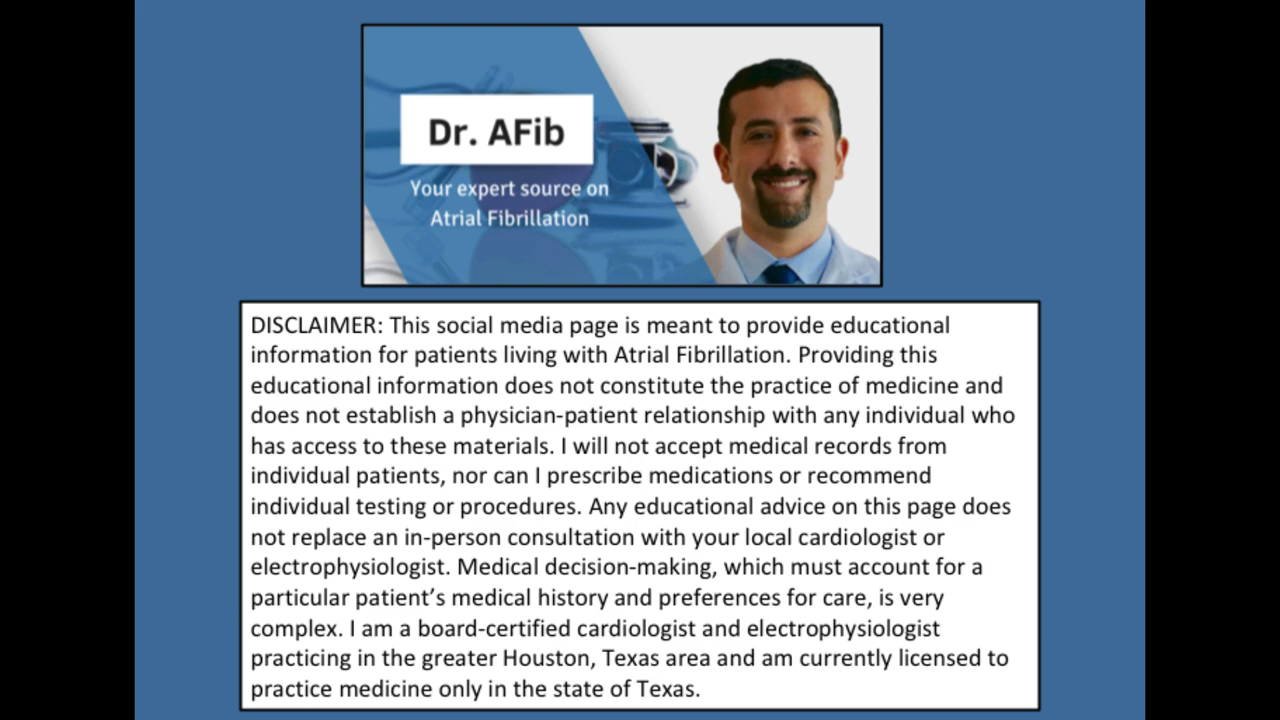 Dr. AFib
Your expert source on
Atrial Fibrillation
DISCLAIMER: This social media page is meant to provide educational
information for patients living with Atrial Fibrillation. Providing this
educational information does not constitute the practice of medicine and
does not establish a physician-patient relationship with any individual who
has access to these materials. I will not accept medical records from
individual patients, nor can I prescribe medications or recommend
individual testing or procedures. Any educational advice on this page does
not replace an in-person consultation with your local cardiologist or
electrophysiologist. Medical decision-making, which must account for a
particular patient’s medical history and preferences for care, is very
complex. I am a board-certified cardiologist and electrophysiologist
practicing in the greater Houston, Texas area and am currently licensed to
practice medicine only in the state of Texas.